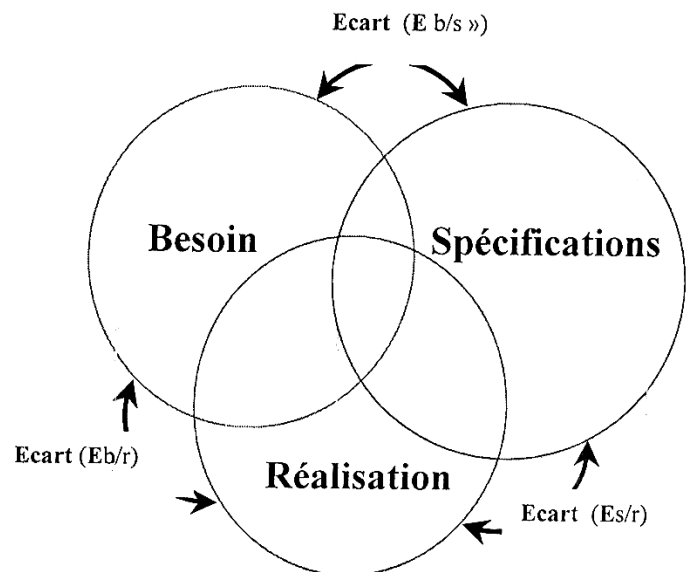 Ecart (E b/s »)
Besoin
Spécifications
Ecart (Eb/r)
Réalisation
Ecart (Es/r)